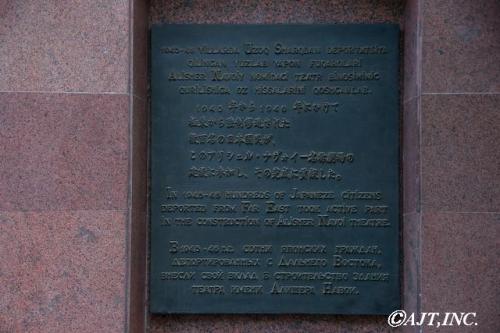 1945-46 YILLARDA UZOQ SHARQDAN DEPORTATSIYA
QILINGAN YUZLAB YAPON FUQAROLARI
ALISHER NAVOIY NOMIDAGI TEATR BINOSINING
QURILISHIGA OZ HISSALARINI QOSHGANLAR.
1945年から1946年にかけて
極東から強制移送された
数百名の日本国民が、
このアリシェル・ナヴォイー名称劇場の
建設に参加し、その完成に貢献した。
IN 1945-46 HUNDREDS OF JAPANESE CITIZENS
DEPORTED FROM FAR EAST TOOK ACTIVE PART
IN THE CONSTRUCTION OF ALISHER NAVOI THEATRE.
В 1945-46 гг. СОТНИ ЯПОНСКИХ ГРАЖДАН,
ДЕПОРТИРОВАННЫХ С ДАЛЬНЕГО ВОСТОКА,
ВНЕСЛИ СВОЙ ВКЛАД В СТРОИТЕЛЬСТВО ЗДАНИЯ
ТЕАТРА ИМЕНИ АЛИШЕРА НАВОИ.
©AJT,INC.